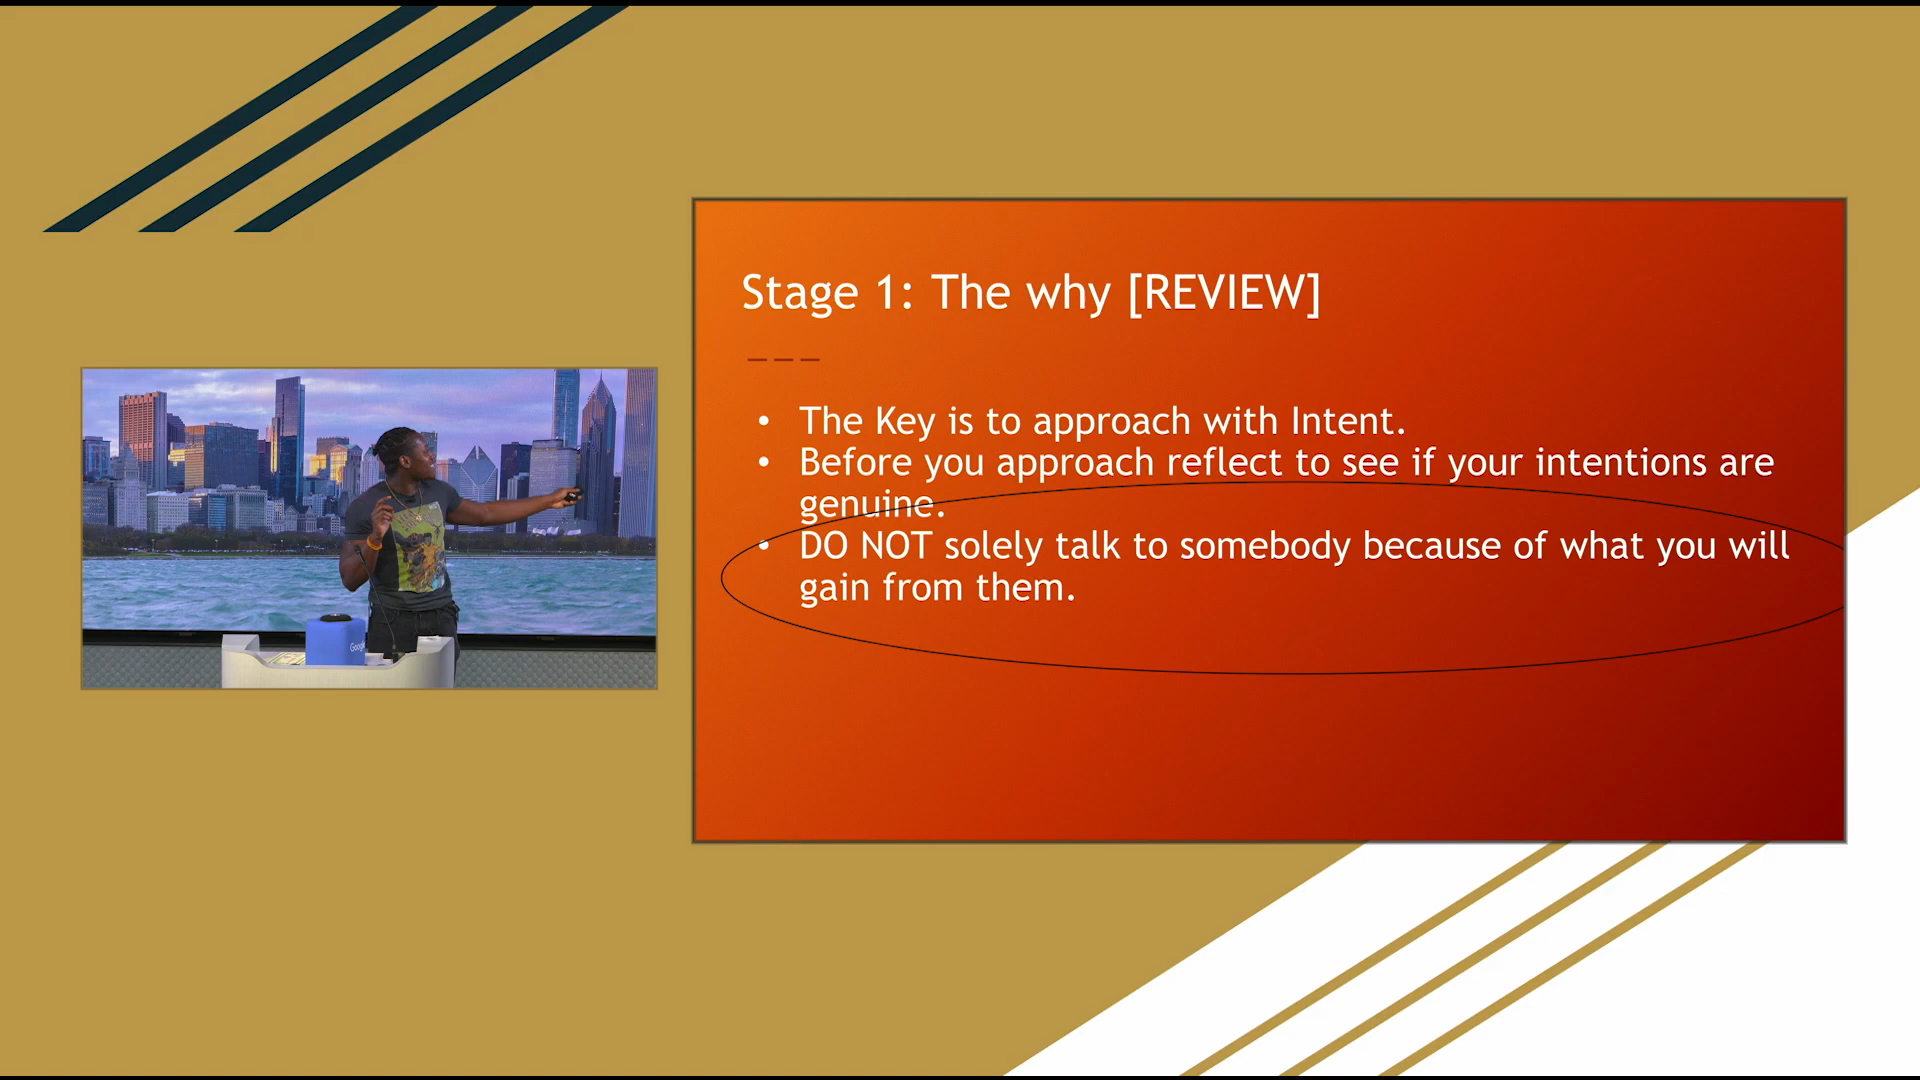 Stage 1: The why [REVIEW]
• The Key is to approach with Intent.
• Before you approach reflect to see if your intentions are
genuine.
• DO NOT solely talk to somebody because of what you will
gain from them.
Google